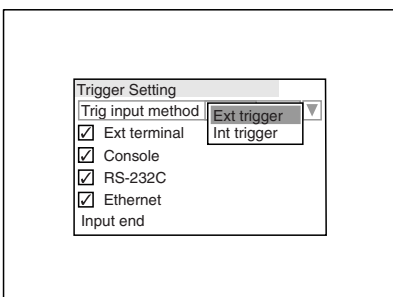 Trigger Setting
Trig input method Ext trigger
Int trigger
Ext terminal
Console
RS-232C
Ethernet
Input end